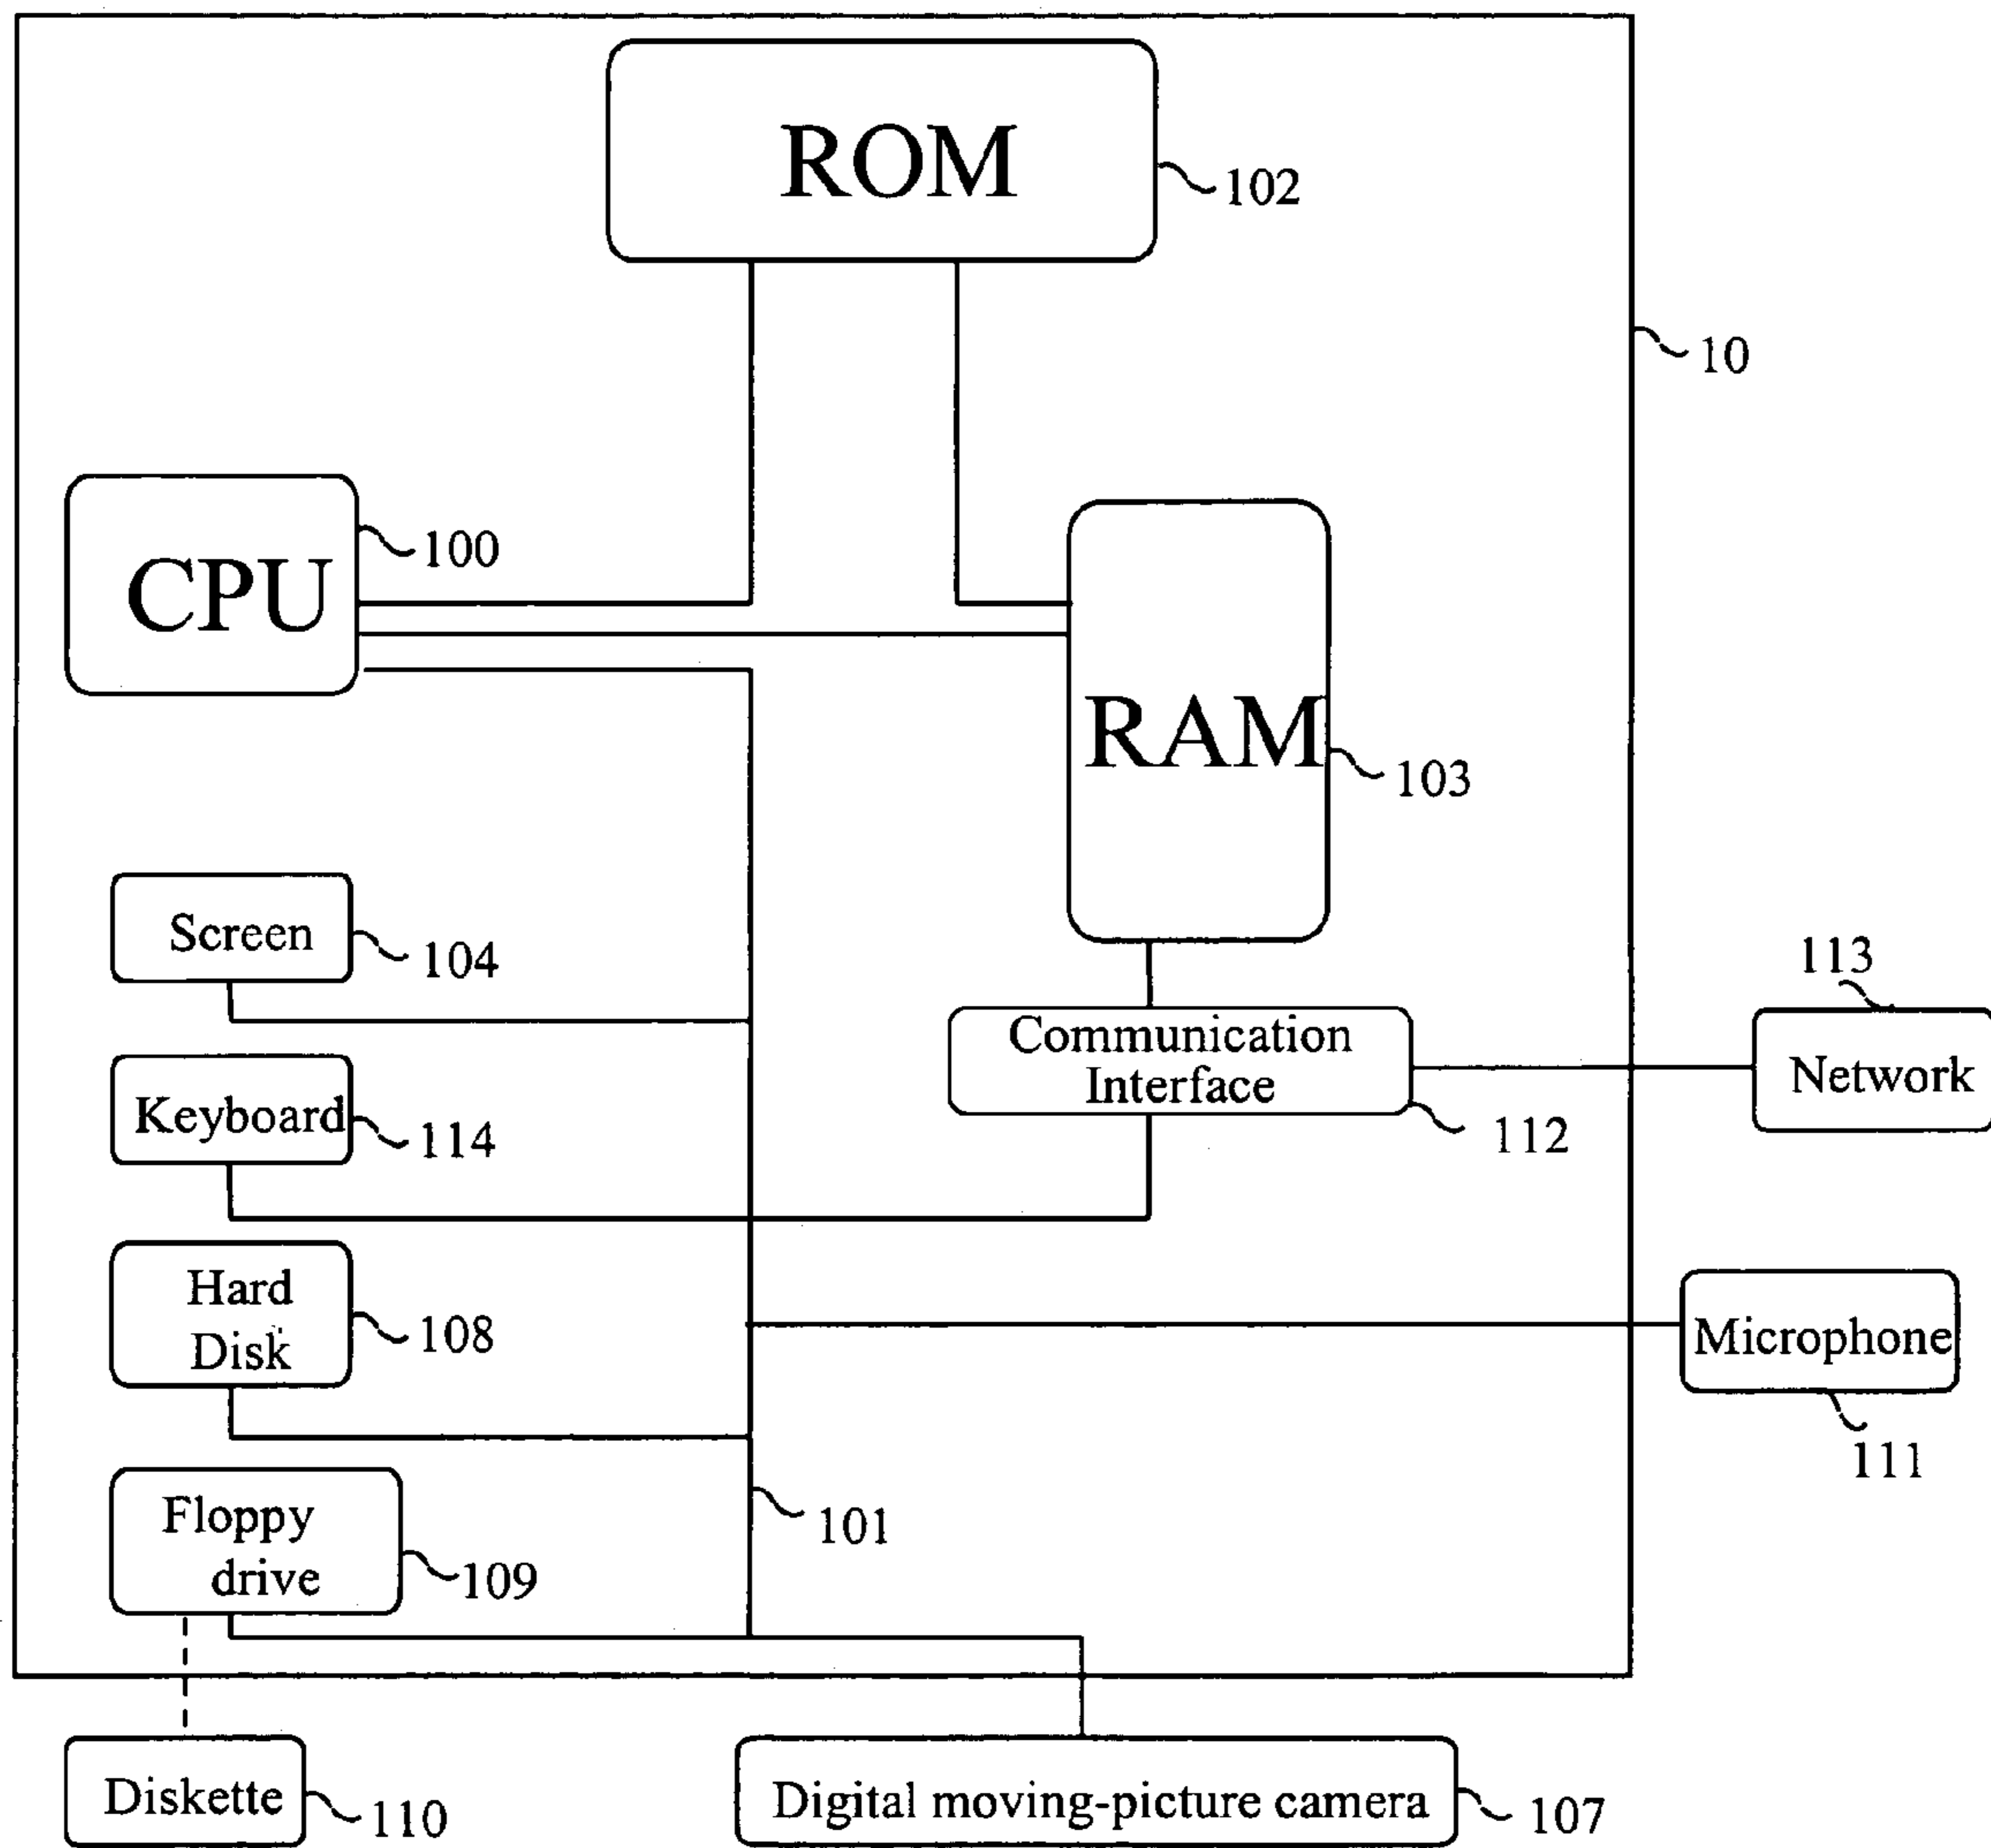 ROM
102
10
CPU
100
RAM
103
Screen
104
113
Communication
Interface
112
Network
Keyboard
114
Hard
Disk
108
Microphone
111
101
Floppy
drive
109
Diskette
110
Digital moving-picture camera
107